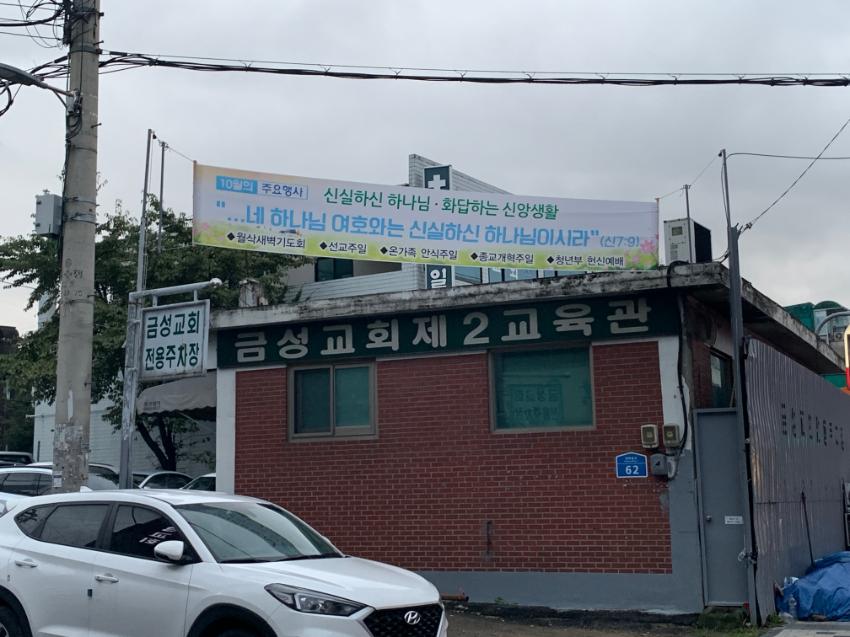 10월의 주요행사
신실하신 하나님 · 화답하는 신앙생활
"...네 하나님 여호와는 신실하신 하나님이시라" (신7:9)
◆월삭새벽기도회 ◆선교주일 ◆온가족 안식주일 ◆종교개혁주일 ◆청년부 헌신예배
일
금성교회
전용주차장
금성교회제2교육관
62